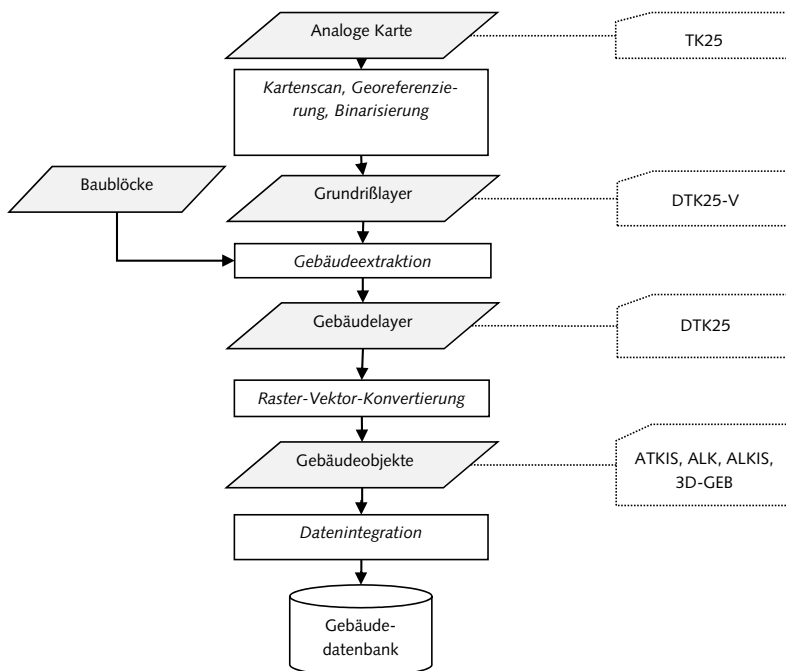 Analoge Karte
TK25
Kartenscan, Georeferenzie-
rung, Binarisierung
Baublöcke
Grundrißlayer
DTK25-V
Gebäudeextraktion
Gebäudelayer
DTK25
Raster-Vektor-Konvertierung
Gebäudeobjekte
ATKIS, ALK, ALKIS,
3D-GEB
Datenintegration
Gebäude-
datenbank